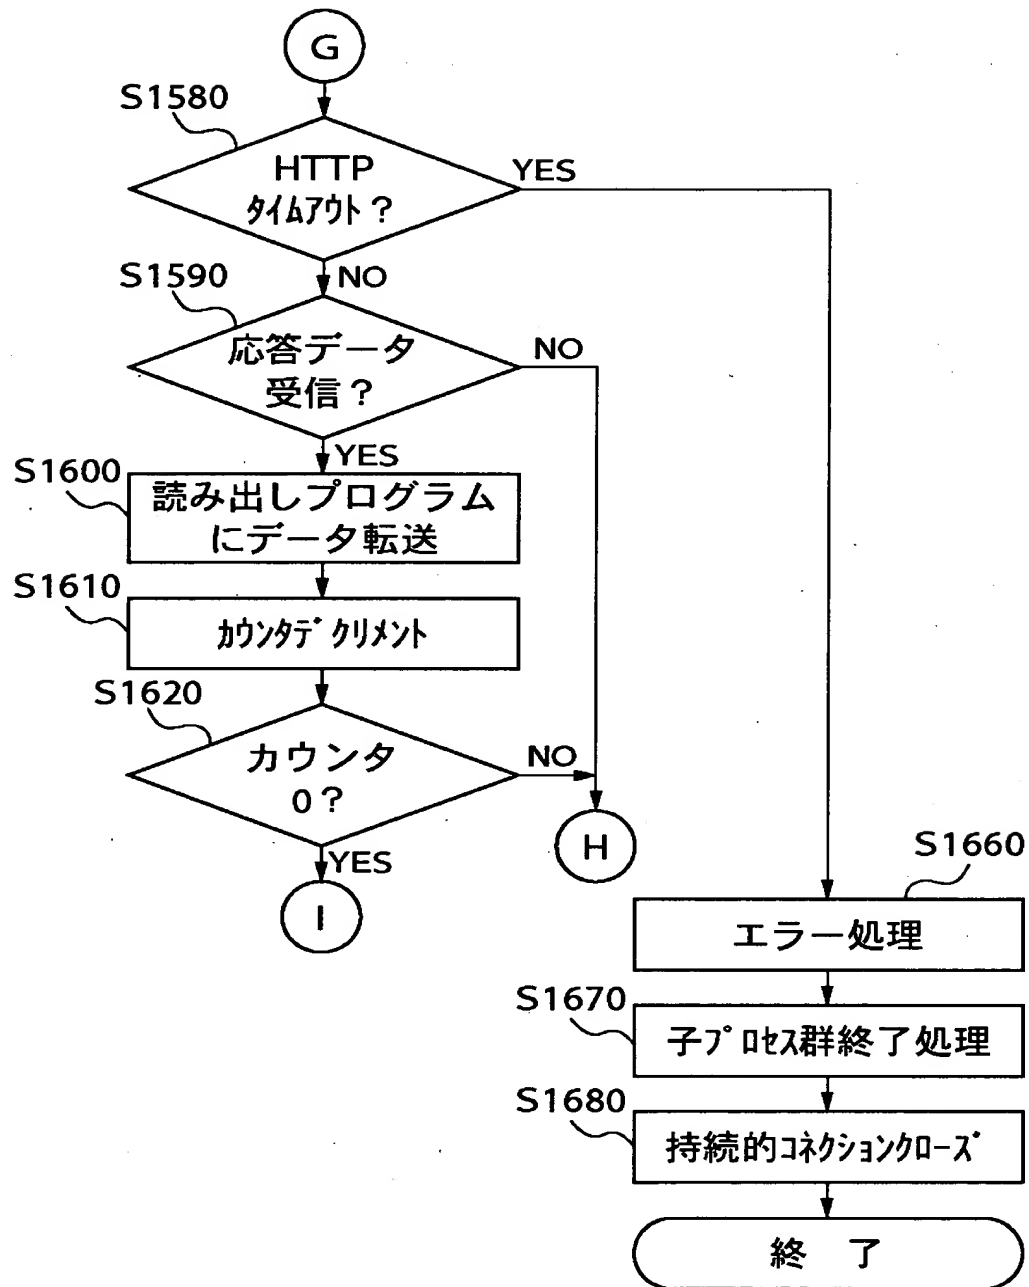 G
S1580
HTTP
タイムアウト？
YES
NO
S1590
応答データ
受信？
NO
YES
S1600
読み出しプログラム
にデータ転送
S1610
カウンタデクリメント
S1620
カウンタ
0？
NO
YES
H
I
S1660
エラー処理
S1670
子プロセス群終了処理
S1680
持続的コネクションクローズ
終 了